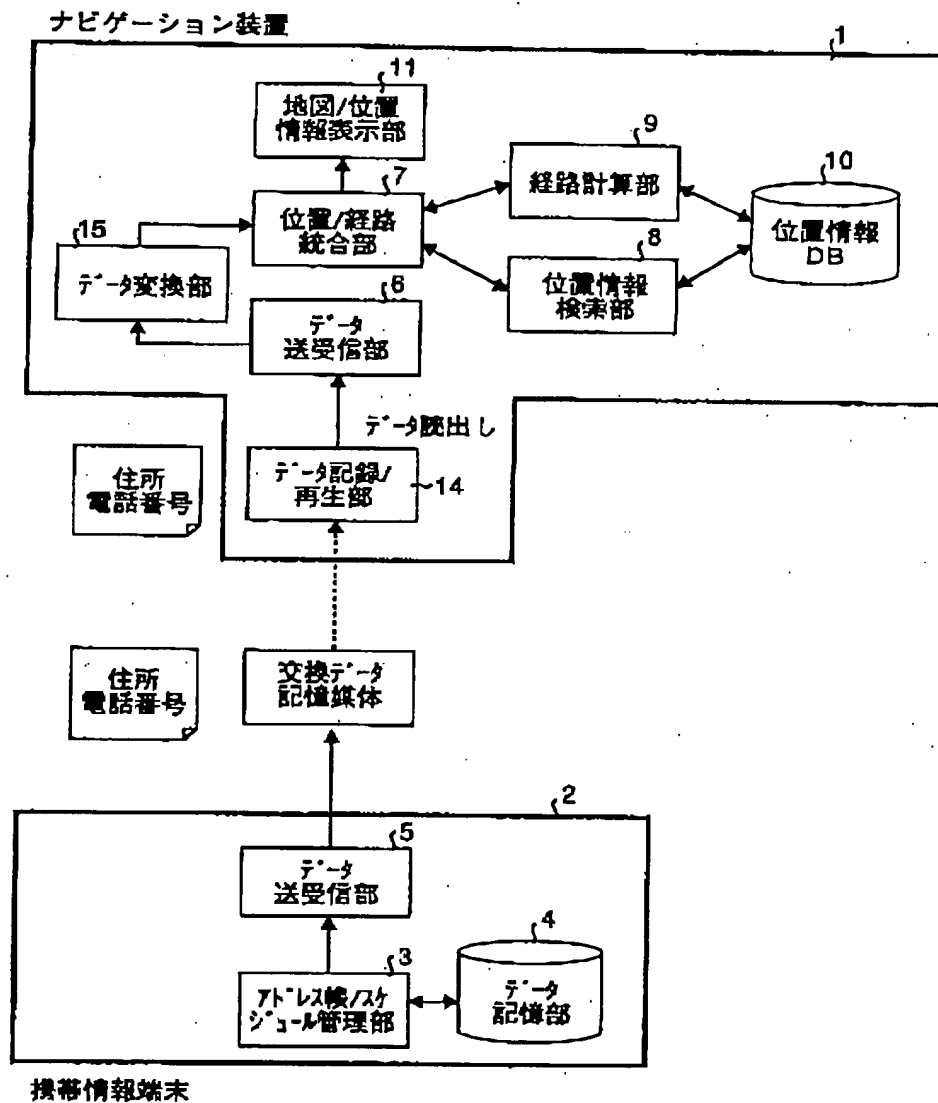 ナビゲーション装置
1
11
地図/位置
情報表示部
9
経路計算部
10
位置情報
DB
7
位置/経路
統合部
15
データ変換部
8
位置情報
検索部
6
データ
送受信部
データ読出し
住所
電話番号
データ記録/
再生部
14
住所
電話番号
交換データ
記憶媒体
2
5
データ
送受信部
4
データ
記憶部
3
アドレス帳/スケ
ジュール管理部
携帯情報端末